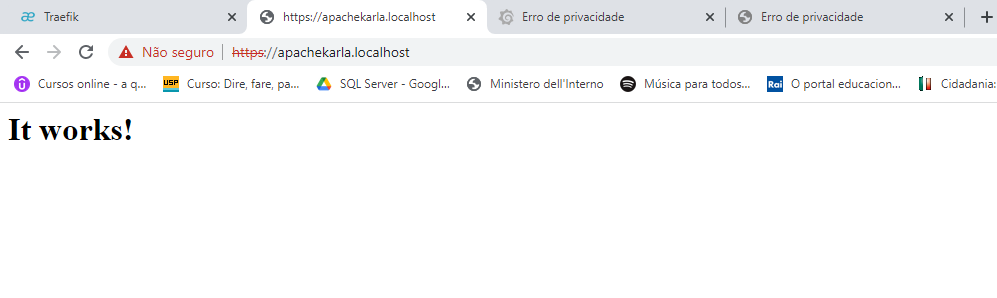 Traefik
https://apachekarla.localhost
Erro de privacidade
Erro de privacidade
Não seguro
https://apachekarla.localhost
Cursos online - a q...
USP
Curso: Dire, fare, pa...
SQL Server - Googl...
Ministero dell'Interno
Música para todos...
Rai
O portal educacion...
Cidadania:
It works!